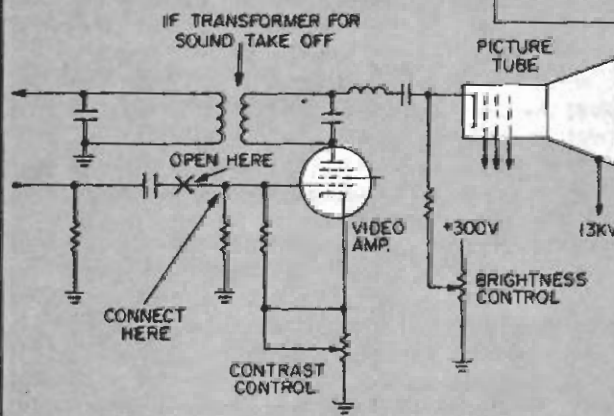 IF TRANSFORMER FOR
SOUND TAKE OFF
PICTURE
TUBE
OPEN HERE
VIDEO
AMP.
+300V
13KV
BRIGHTNESS
CONTROL
CONNECT
HERE
CONTRAST
CONTROL